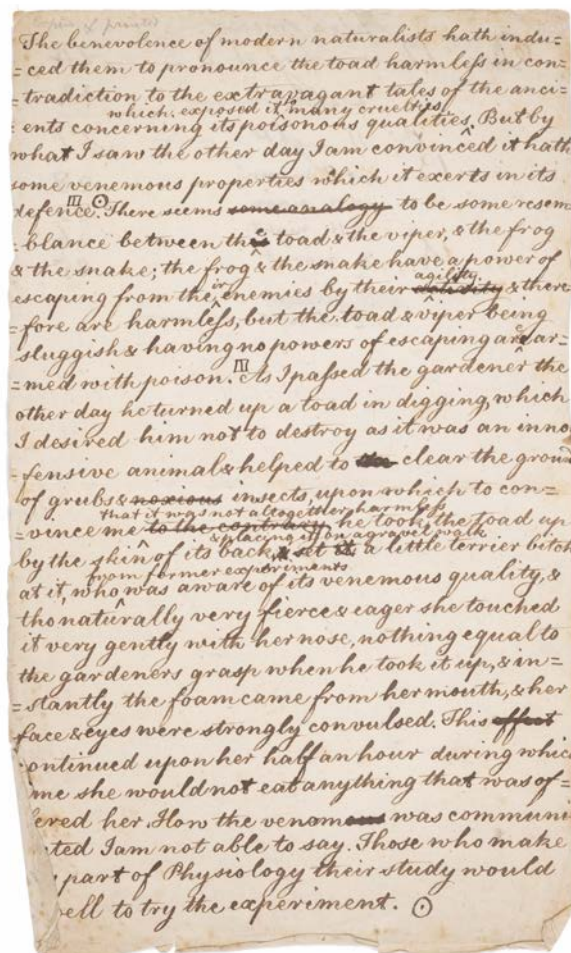 The benevolence of modern naturalists hath indu=
=ced them to pronounce the toad harmless in con=
=tradiction to the extravagant tales of the anci=
which exposed it many cruelties
=ents concerning its poisonous qualities, But by
what I saw the other day I am convinced it hath
some venemous properties which it exerts in its
defence. III ⊙ There seems some analogy to be some resem
=blance between the toad & the viper, & the frog
& the snake; the frog & the snake have a power of
agility
escaping from their enemies by their & there
=fore are harmless, but the toad & viper being
sluggish & having no powers of escaping are ar=
=med with poison. III As I passed the gardener the
other day he turned up a toad in digging, which
I desired him not to destroy as it was an inno
=fensive animal & helped to clear the ground
of grubs & noxious insects, upon which to con=
that it was not altogether harmless
=vince me to the contrary, he took the toad up
& placing it on a gravel walk
by the skin of its back, & set it, a little terrier bitch
from former experiments
at it, who was aware of its venemous quality, &
tho naturally very fierce & eager she touched
it very gently with her nose, nothing equal to
the gardeners grasp when he took it up, & in=
=stantly the foam came from her mouth, & her
face & eyes were strongly convulsed. This effect
continued upon her half an hour during which
me she would not eat anything that was of=
fered her. How the venomous was communi
ted I am not able to say. Those who make
part of Physiology their study would
well to try the experiment. ⊙